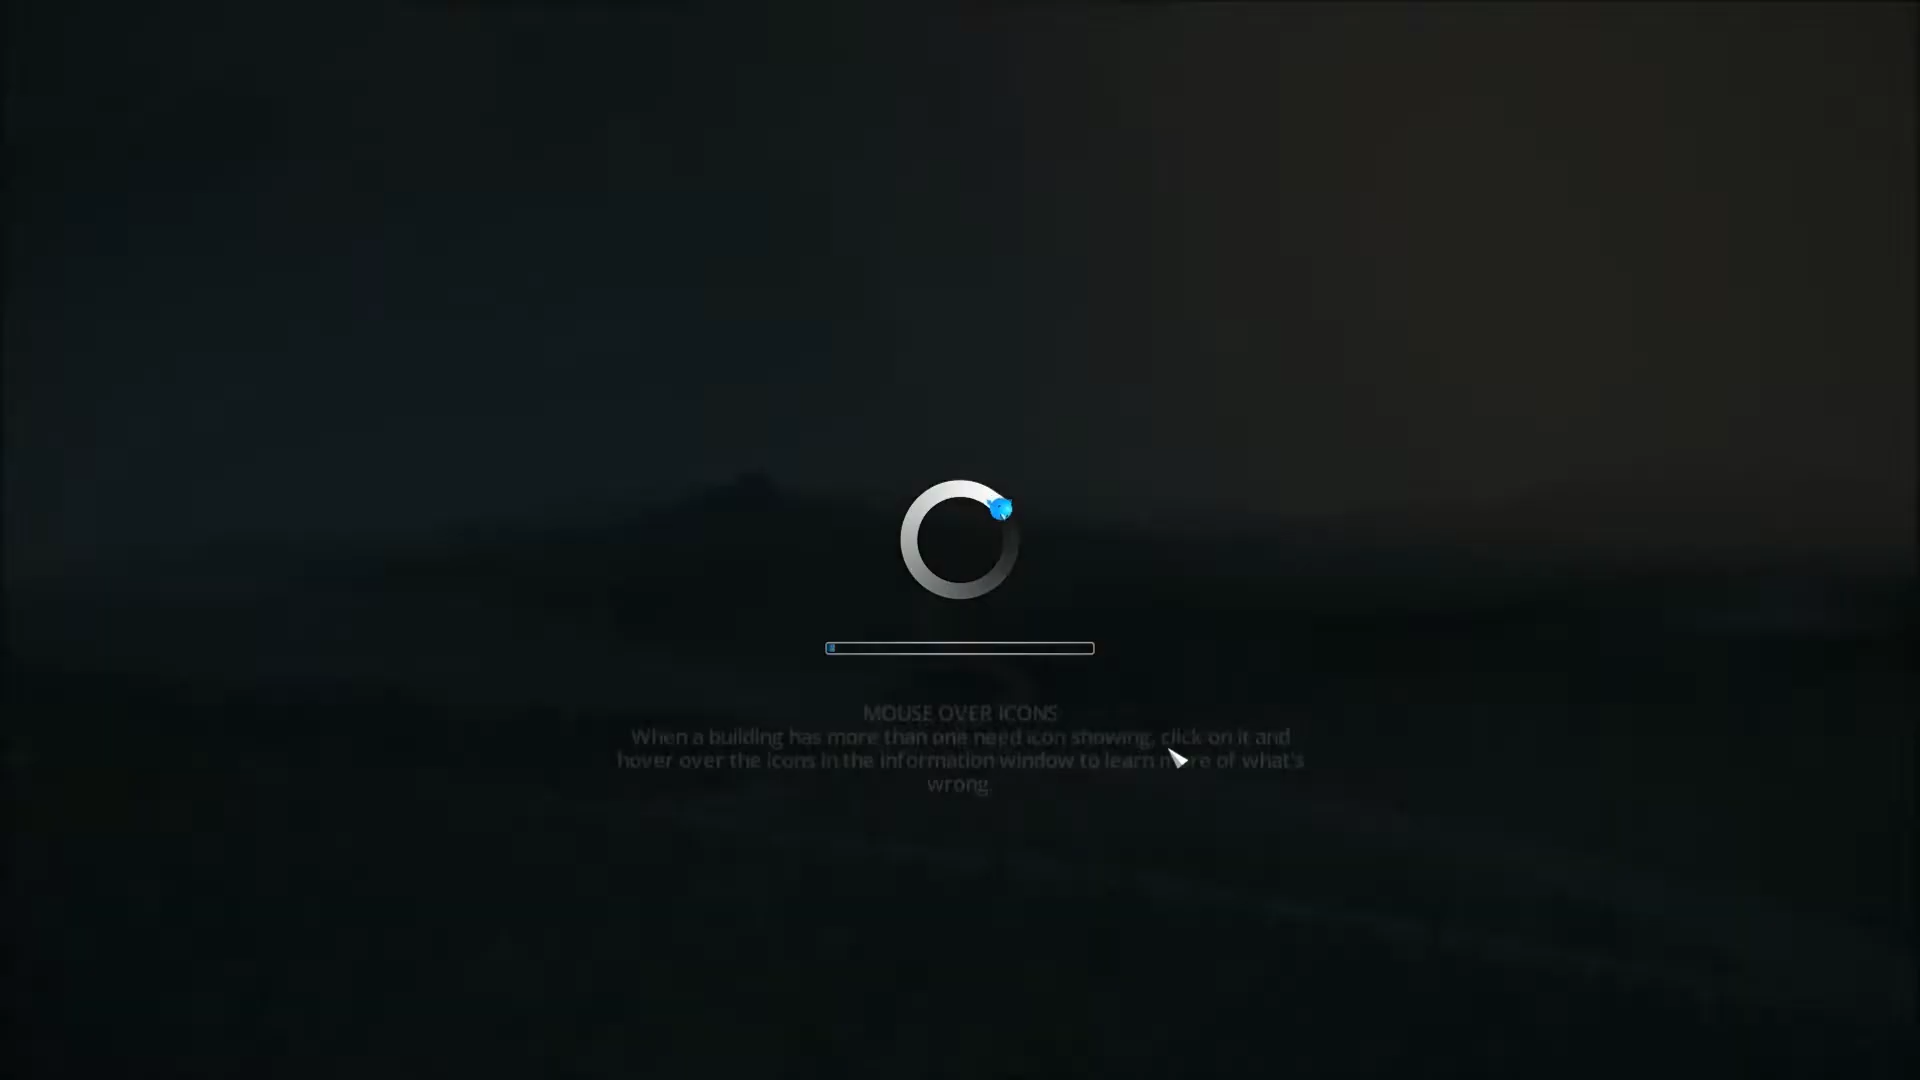 MOUSE OVER ICONS
When a building has more than one need icon showing, click on it and
hover over the icons in the information window to learn more of what's
wrong.